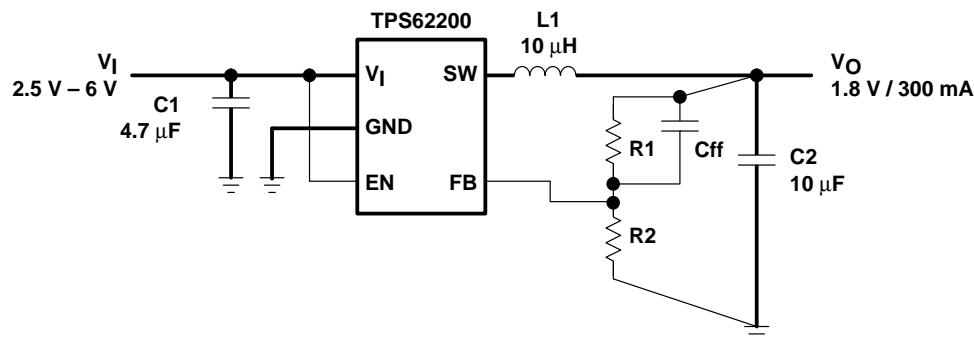 TPS62200
V_I
2.5 V – 6 V
C1
4.7 μF
V_I
GND
EN
SW
FB
L1
10 μH
R1
Cff
R2
C2
10 μF
V_O
1.8 V / 300 mA